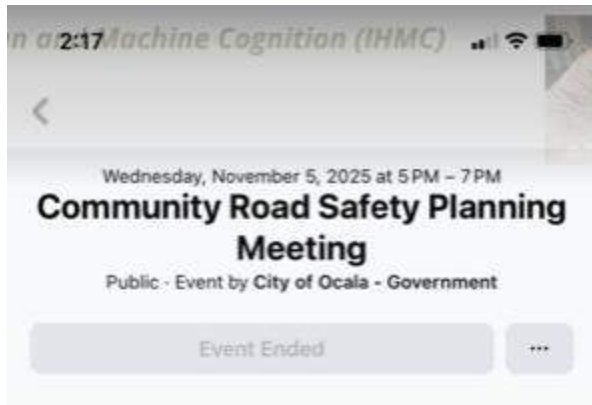 and Machine Cognition (IHMC)
2:17
Wednesday, November 5, 2025 at 5 PM – 7 PM
Community Road Safety Planning
Meeting
Public · Event by City of Ocala - Government
Event Ended